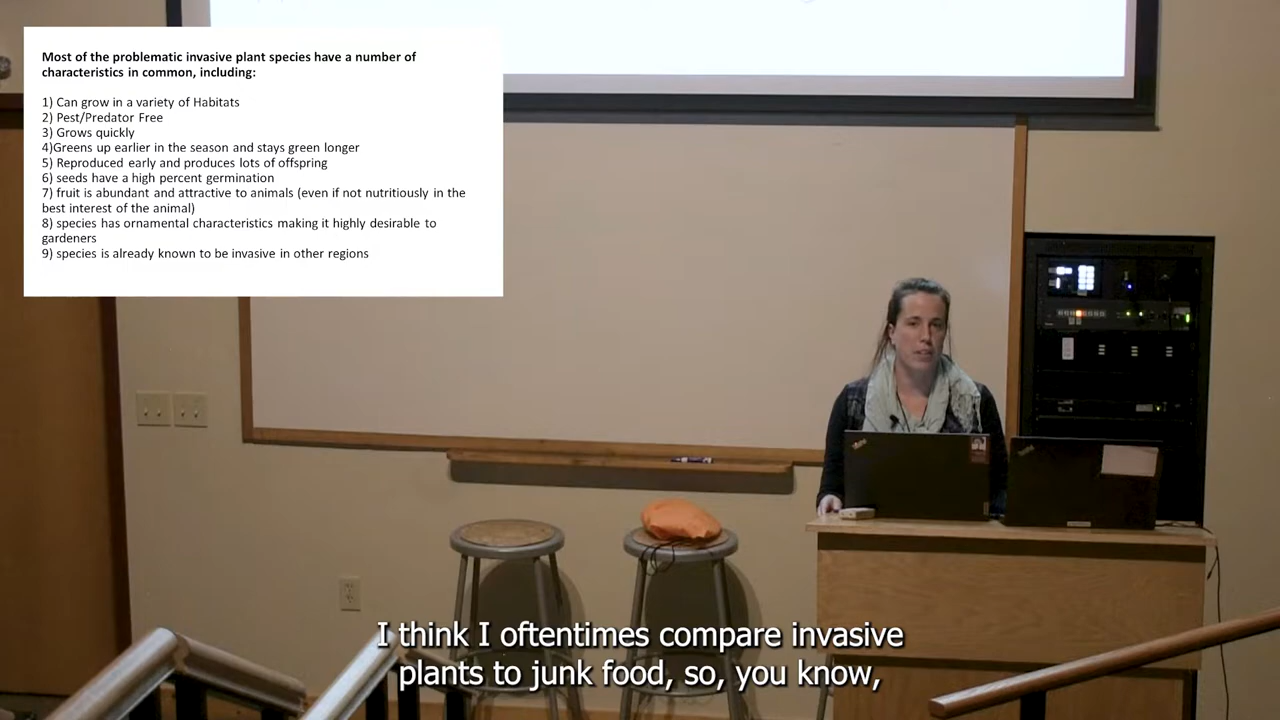 Most of the problematic invasive plant species have a number of
characteristics in common, including:
1) Can grow in a variety of Habitats
2) Pest/Predator Free
3) Grows quickly
4)Greens up earlier in the season and stays green longer
5) Reproduced early and produces lots of offspring
6) seeds have a high percent germination
7) fruit is abundant and attractive to animals (even if not nutritiously in the
best interest of the animal)
8) species has ornamental characteristics making it highly desirable to
gardeners
9) species is already known to be invasive in other regions
I think I oftentimes compare invasive
plants to junk food, so, you know,